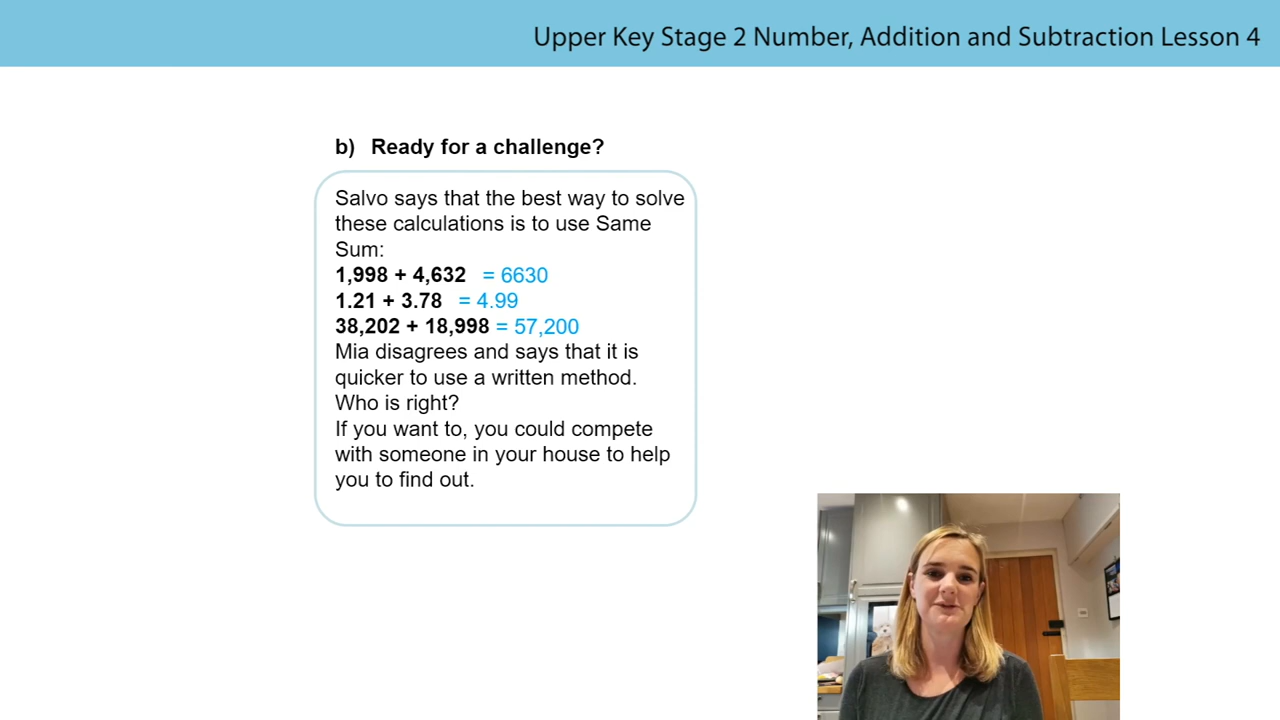 Upper Key Stage 2 Number, Addition and Subtraction Lesson 4
b) Ready for a challenge?
Salvo says that the best way to solve
these calculations is to use Same
Sum:
1,998 + 4,632 = 6630
1.21 + 3.78 = 4.99
38,202 + 18,998 = 57,200
Mia disagrees and says that it is
quicker to use a written method.
Who is right?
If you want to, you could compete
with someone in your house to help
you to find out.